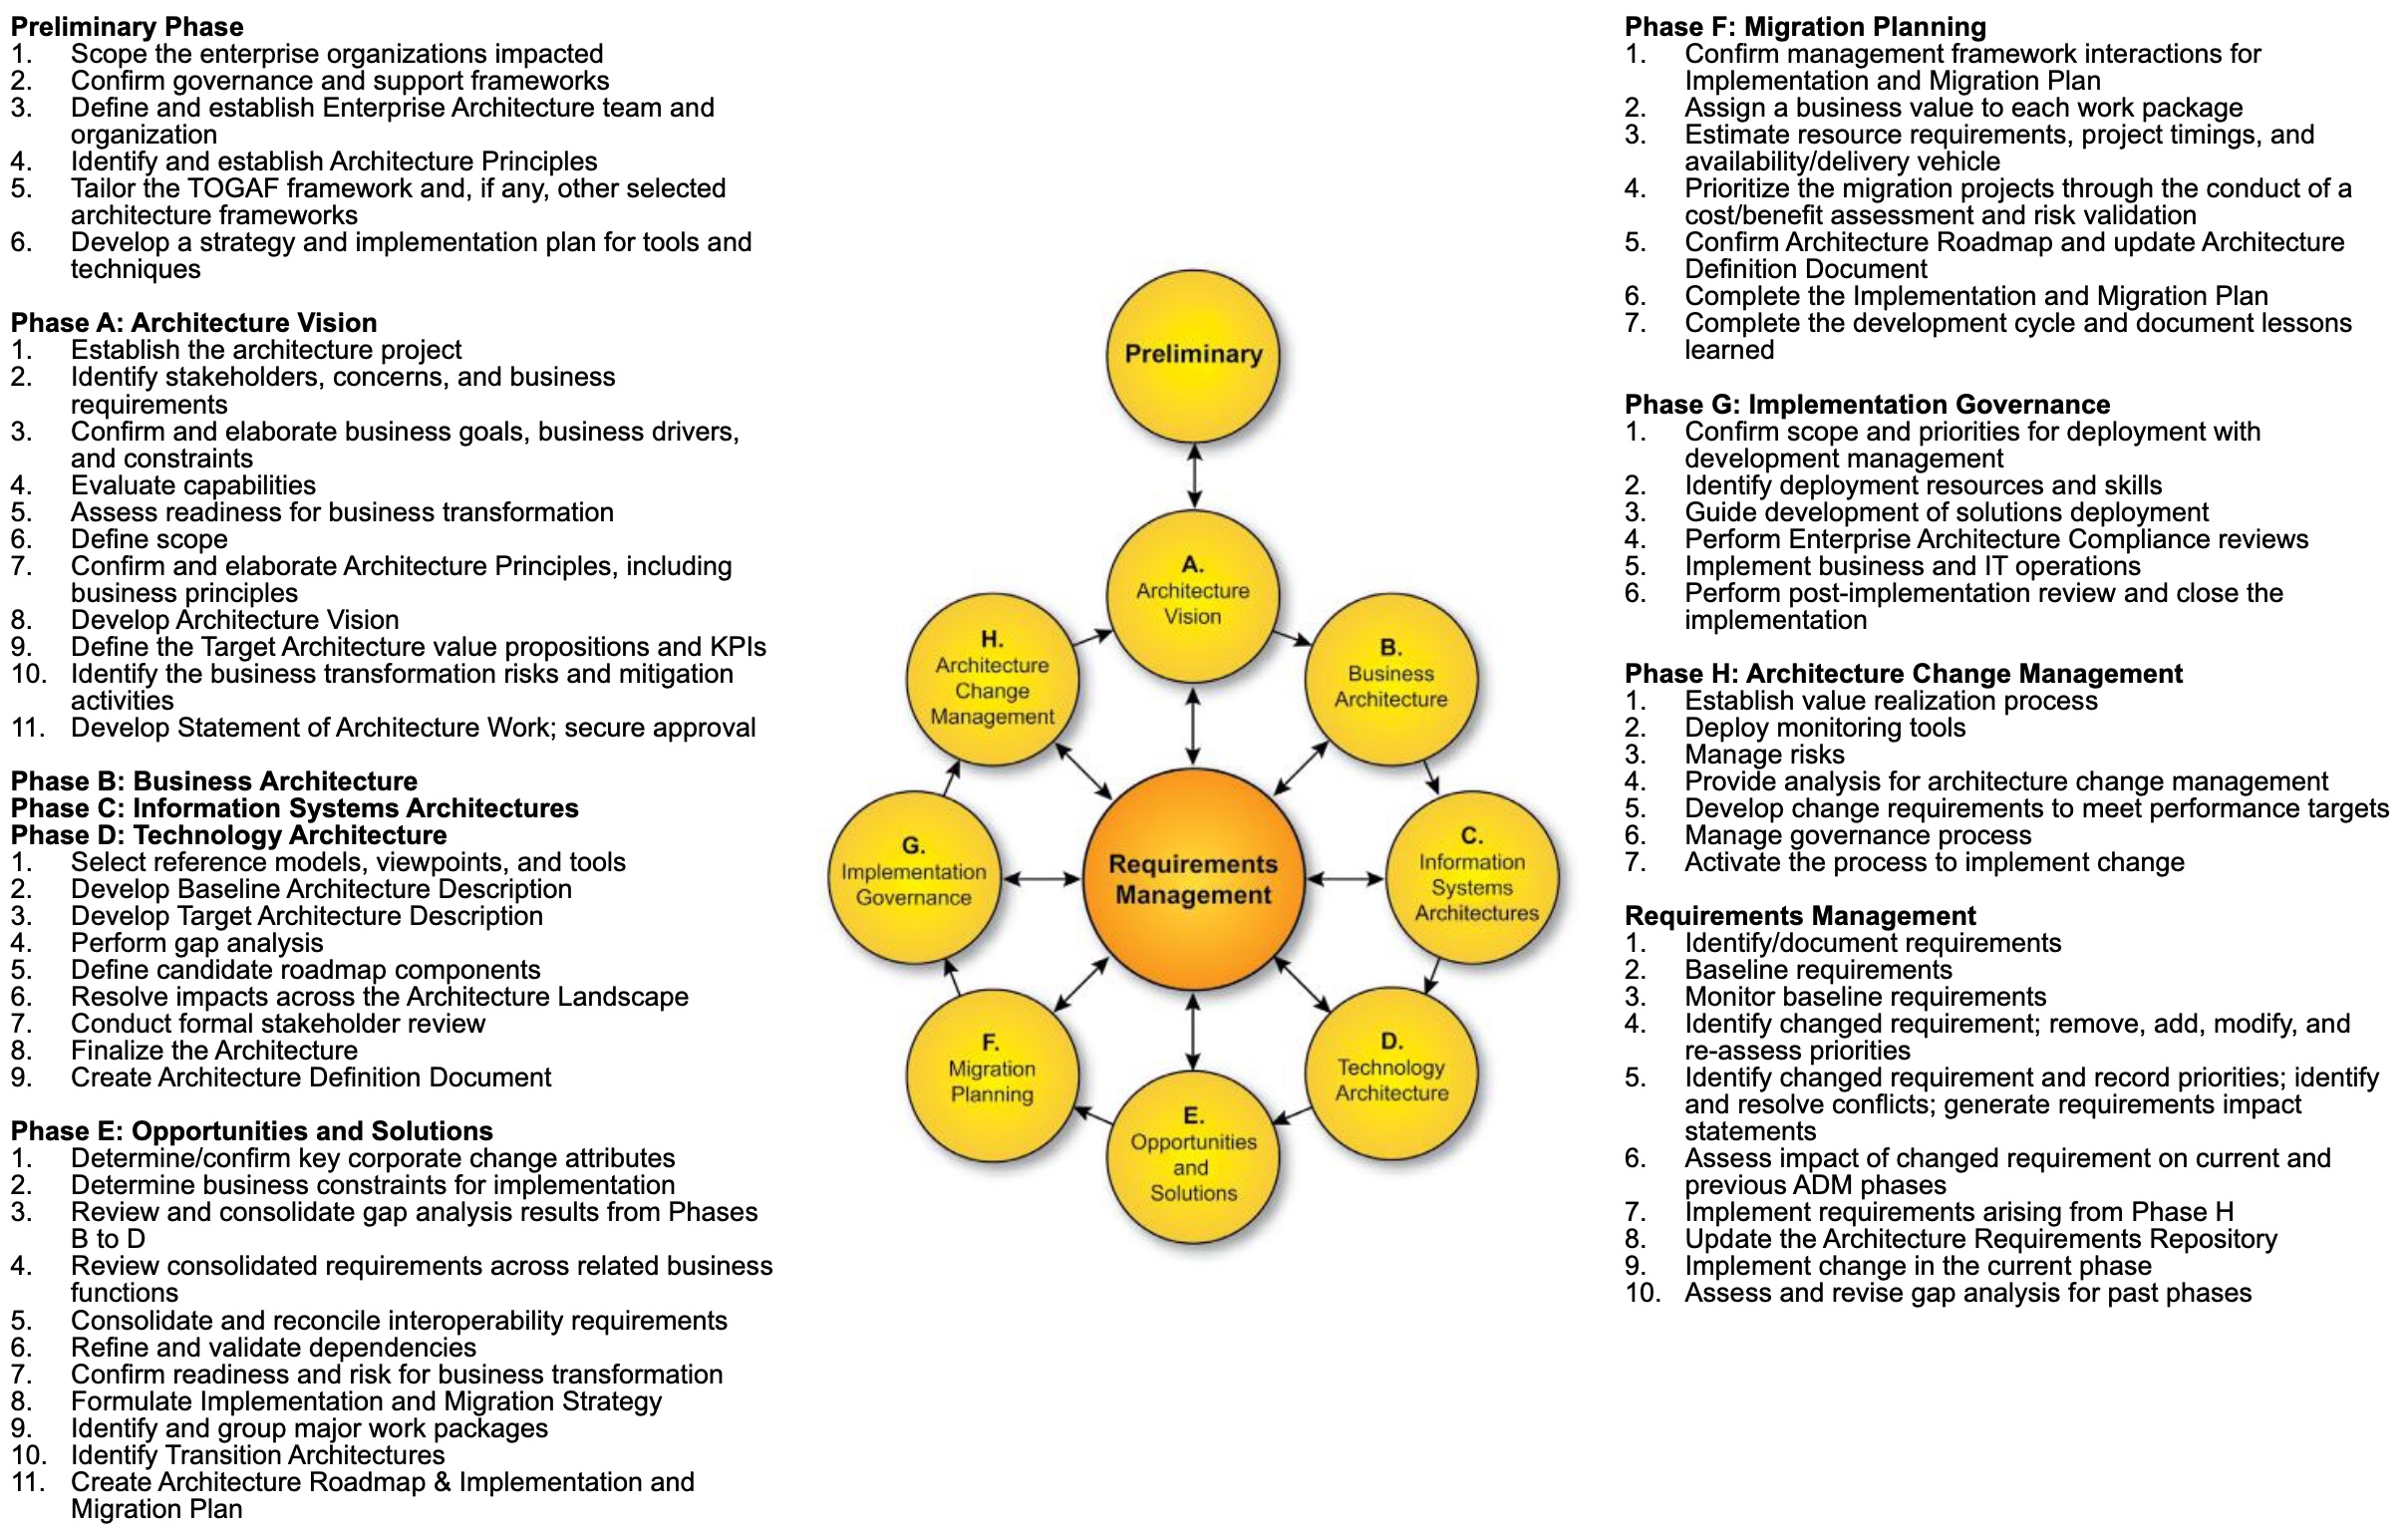 Preliminary Phase
1. Scope the enterprise organizations impacted
2. Confirm governance and support frameworks
3. Define and establish Enterprise Architecture team and
organization
4. Identify and establish Architecture Principles
5. Tailor the TOGAF framework and, if any, other selected
architecture frameworks
6. Develop a strategy and implementation plan for tools and
techniques
Phase A: Architecture Vision
1. Establish the architecture project
2. Identify stakeholders, concerns, and business
requirements
3. Confirm and elaborate business goals, business drivers,
and constraints
4. Evaluate capabilities
5. Assess readiness for business transformation
6. Define scope
7. Confirm and elaborate Architecture Principles, including
business principles
8. Develop Architecture Vision
9. Define the Target Architecture value propositions and KPIs
10. Identify the business transformation risks and mitigation
activities
11. Develop Statement of Architecture Work; secure approval
Phase B: Business Architecture
Phase C: Information Systems Architectures
Phase D: Technology Architecture
1. Select reference models, viewpoints, and tools
2. Develop Baseline Architecture Description
3. Develop Target Architecture Description
4. Perform gap analysis
5. Define candidate roadmap components
6. Resolve impacts across the Architecture Landscape
7. Conduct formal stakeholder review
8. Finalize the Architecture
9. Create Architecture Definition Document
Phase E: Opportunities and Solutions
1. Determine/confirm key corporate change attributes
2. Determine business constraints for implementation
3. Review and consolidate gap analysis results from Phases
B to D
4. Review consolidated requirements across related business
functions
5. Consolidate and reconcile interoperability requirements
6. Refine and validate dependencies
7. Confirm readiness and risk for business transformation
8. Formulate Implementation and Migration Strategy
9. Identify and group major work packages
10. Identify Transition Architectures
11. Create Architecture Roadmap & Implementation and
Migration Plan
Preliminary
A.
Architecture
Vision
B.
Business
Architecture
C.
Information
Systems
Architectures
D.
Technology
Architecture
E.
Opportunities
and
Solutions
F.
Migration
Planning
G.
Implementation
Governance
H.
Architecture
Change
Management
Requirements
Management
Phase F: Migration Planning
1. Confirm management framework interactions for
Implementation and Migration Plan
2. Assign a business value to each work package
3. Estimate resource requirements, project timings, and
availability/delivery vehicle
4. Prioritize the migration projects through the conduct of a
cost/benefit assessment and risk validation
5. Confirm Architecture Roadmap and update Architecture
Definition Document
6. Complete the Implementation and Migration Plan
7. Complete the development cycle and document lessons
learned
Phase G: Implementation Governance
1. Confirm scope and priorities for deployment with
development management
2. Identify deployment resources and skills
3. Guide development of solutions deployment
4. Perform Enterprise Architecture Compliance reviews
5. Implement business and IT operations
6. Perform post-implementation review and close the
implementation
Phase H: Architecture Change Management
1. Establish value realization process
2. Deploy monitoring tools
3. Manage risks
4. Provide analysis for architecture change management
5. Develop change requirements to meet performance targets
6. Manage governance process
7. Activate the process to implement change
Requirements Management
1. Identify/document requirements
2. Baseline requirements
3. Monitor baseline requirements
4. Identify changed requirement; remove, add, modify, and
re-assess priorities
5. Identify changed requirement and record priorities; identify
and resolve conflicts; generate requirements impact
statements
6. Assess impact of changed requirement on current and
previous ADM phases
7. Implement requirements arising from Phase H
8. Update the Architecture Requirements Repository
9. Implement change in the current phase
10. Assess and revise gap analysis for past phases